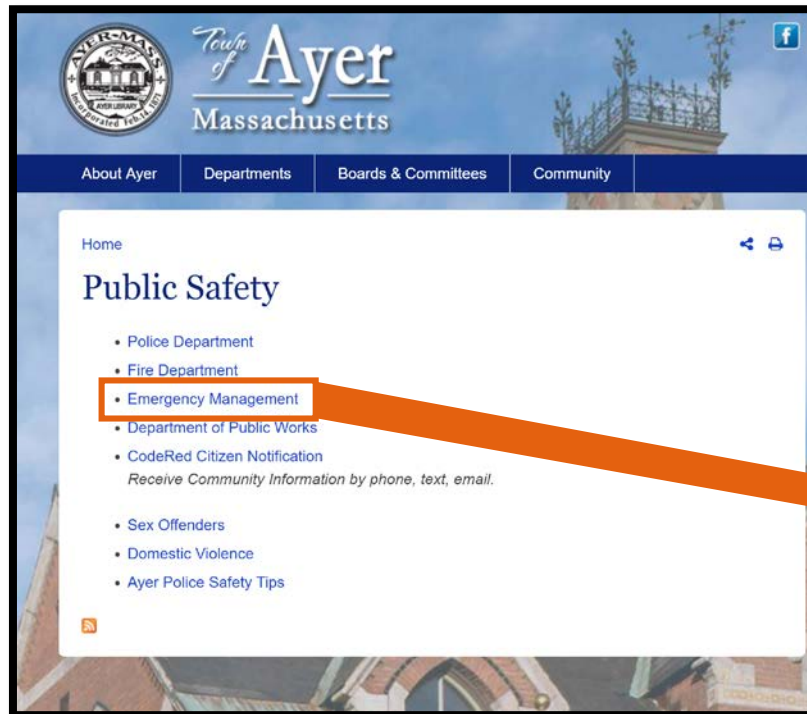 AYER-MASS.
AYER LIBRARY
Incorporated Feb. 14, 1871
Town
of Ayer
Massachusetts
f
About Ayer Departments Boards & Committees Community
Home
Public Safety
• Police Department
• Fire Department
• Emergency Management
• Department of Public Works
• CodeRed Citizen Notification
Receive Community Information by phone, text, email.
• Sex Offenders
• Domestic Violence
• Ayer Police Safety Tips